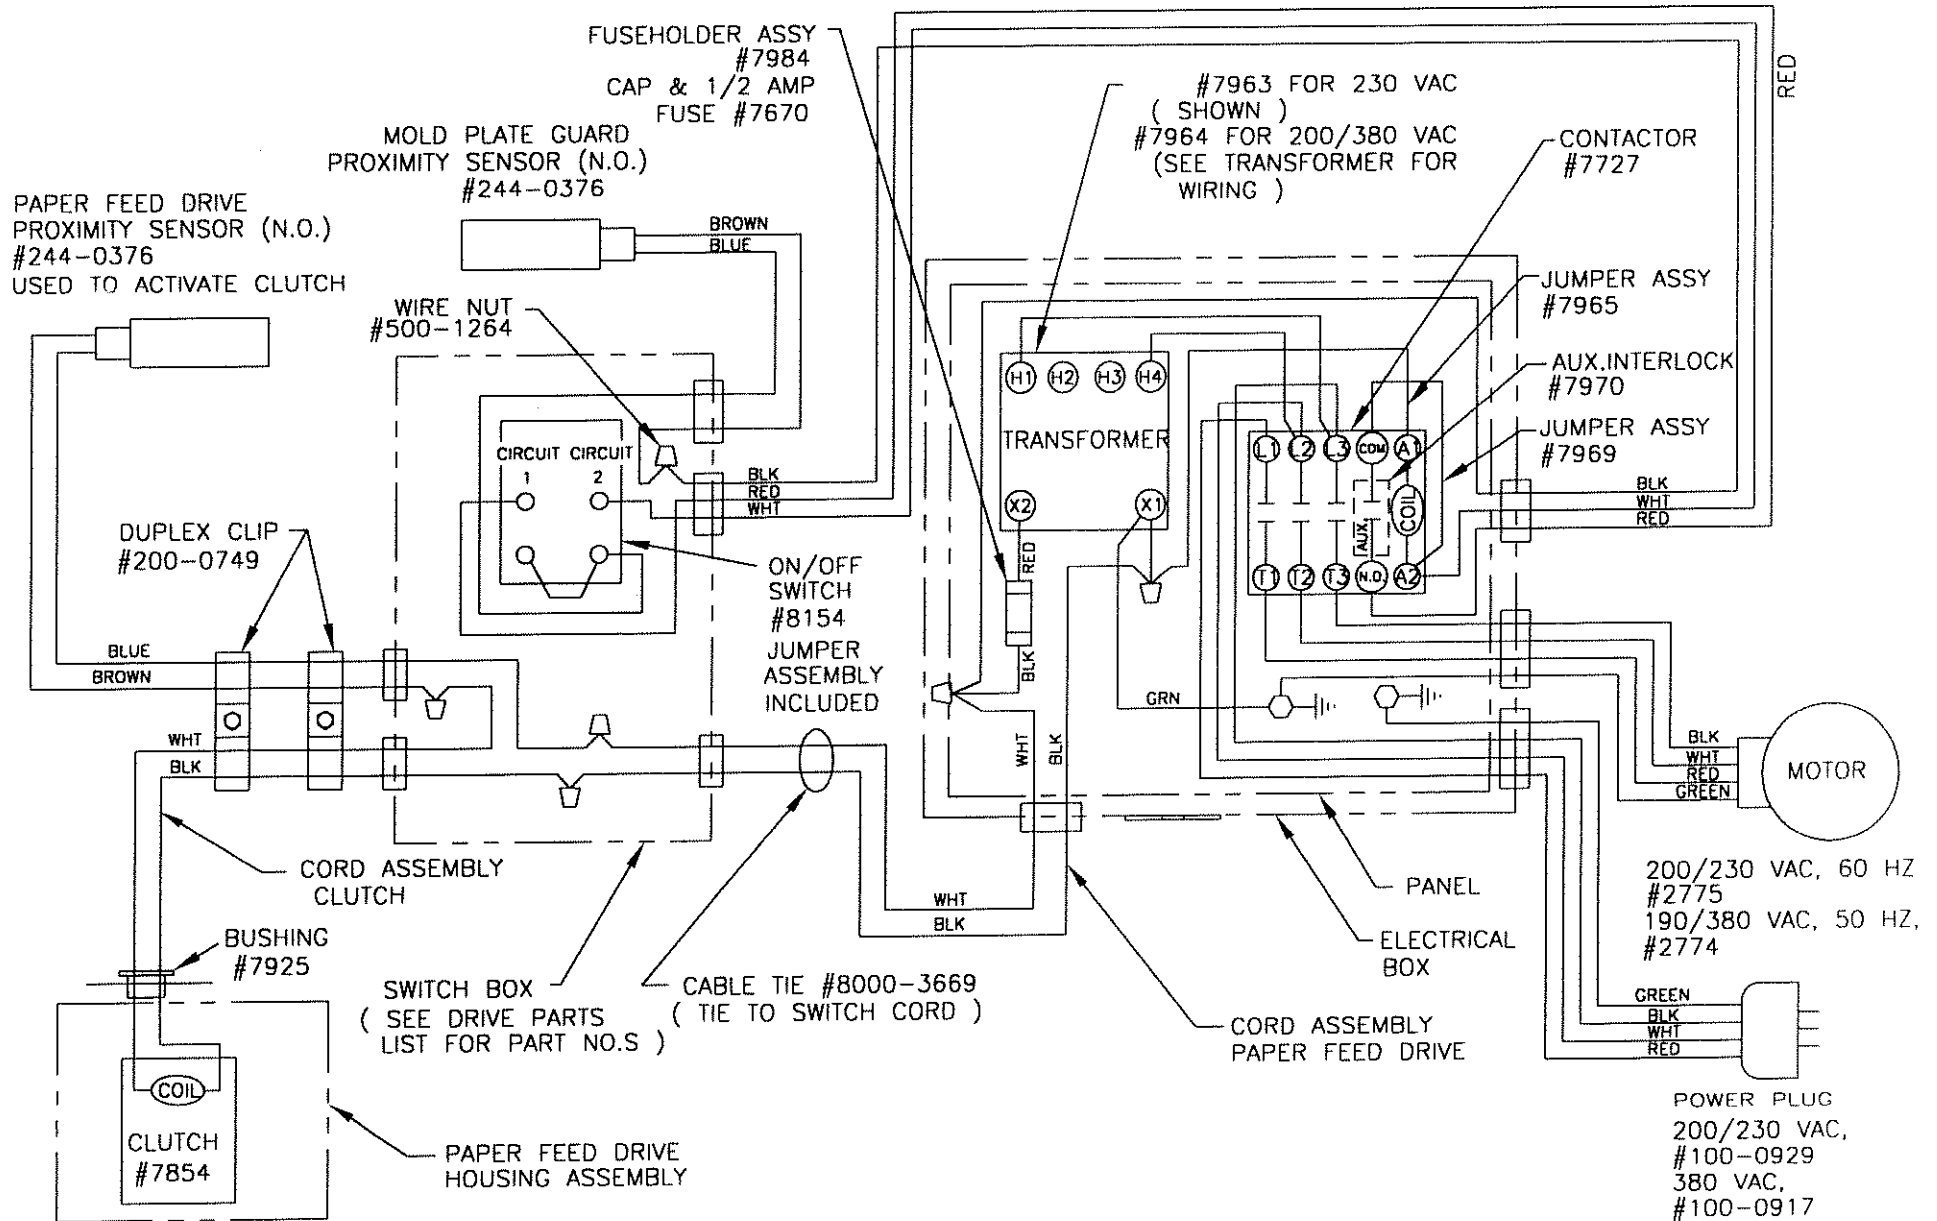 FUSEHOLDER ASSY
#7984
CAP & 1/2 AMP
FUSE #7670
#7963 FOR 230 VAC
( SHOWN )
#7964 FOR 200/380 VAC
(SEE TRANSFORMER FOR
WIRING )
RED
CONTACTOR
#7727
MOLD PLATE GUARD
PROXIMITY SENSOR (N.O.)
#244-0376
PAPER FEED DRIVE
PROXIMITY SENSOR (N.O.)
#244-0376
USED TO ACTIVATE CLUTCH
BROWN
BLUE
WIRE NUT
#500-1264
JUMPER ASSY
#7965
AUX.INTERLOCK
#7970
JUMPER ASSY
#7969
H1 H2 H3 H4
TRANSFORMER
X2 X1
L1 L2 L3 COM A1
AUX.
COIL
T1 T2 T3 N.O. A2
CIRCUIT CIRCUIT
1 2
BLK
RED
WHT
BLK
WHT
RED
DUPLEX CLIP
#200-0749
ON/OFF
SWITCH
#8154
JUMPER
ASSEMBLY
INCLUDED
RED
BLK
BLUE
BROWN
WHT
BLK
GRN
WHT
BLK
BLK
WHT
RED
GREEN
MOTOR
200/230 VAC, 60 HZ
#2775
190/380 VAC, 50 HZ,
#2774
CORD ASSEMBLY
CLUTCH
WHT
BLK
PANEL
ELECTRICAL
BOX
BUSHING
#7925
SWITCH BOX
( SEE DRIVE PARTS
LIST FOR PART NO.S )
CABLE TIE #8000-3669
( TIE TO SWITCH CORD )
CORD ASSEMBLY
PAPER FEED DRIVE
GREEN
BLK
WHT
RED
POWER PLUG
200/230 VAC,
#100-0929
380 VAC,
#100-0917
COIL
CLUTCH
#7854
PAPER FEED DRIVE
HOUSING ASSEMBLY